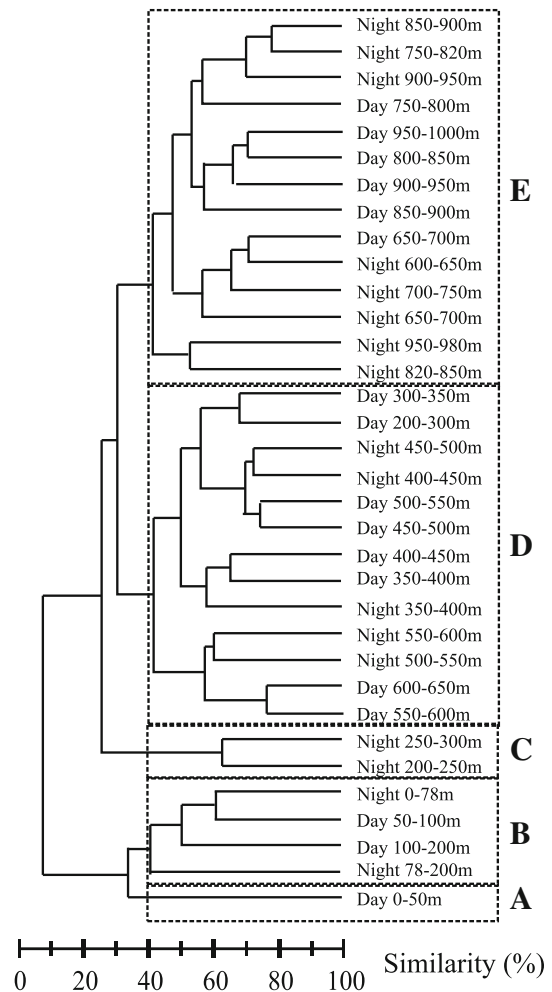 Night 850-900m
Night 750-820m
Night 900-950m
Day 750-800m
Day 950-1000m
Day 800-850m
Day 900-950m
Day 850-900m
Day 650-700m
Night 600-650m
Night 700-750m
Night 650-700m
Night 950-980m
Night 820-850m
E
Day 300-350m
Day 200-300m
Night 450-500m
Night 400-450m
Day 500-550m
Day 450-500m
Day 400-450m
Day 350-400m
Night 350-400m
Night 550-600m
Night 500-550m
Day 600-650m
Day 550-600m
D
Night 250-300m
Night 200-250m
C
Night 0-78m
Day 50-100m
Day 100-200m
Night 78-200m
B
Day 0-50m
A
0 20 40 60 80 100
Similarity (%)